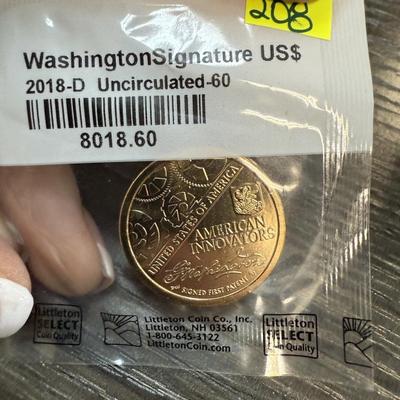 208
WashingtonSignature US$
2018-D Uncirculated-60
8018.60
UNITED STATES OF AMERICA
AMERICAN
INNOVATORS
G Washington
SIGNED FIRST PATENT
Littleton
SELECT
Coin Quality
Littleton Coin Co., Inc.
Littleton, NH 03561
1-800-645-3122
LittletonCoin.com
Littleton
SELECT
Coin Quality